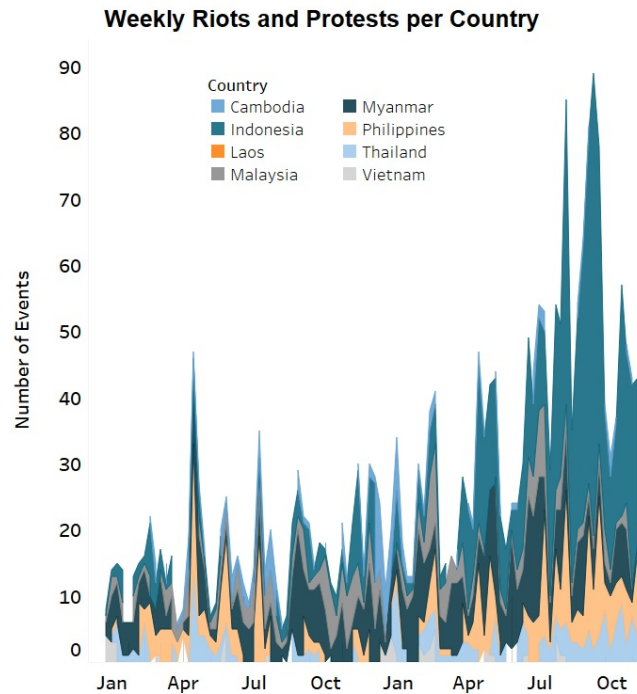 Weekly Riots and Protests per Country
90
80
70
60
50
40
30
20
10
0
Number of Events
Country
Cambodia Myanmar
Indonesia Philippines
Laos Thailand
Malaysia Vietnam
Jan Apr Jul Oct Jan Apr Jul Oct